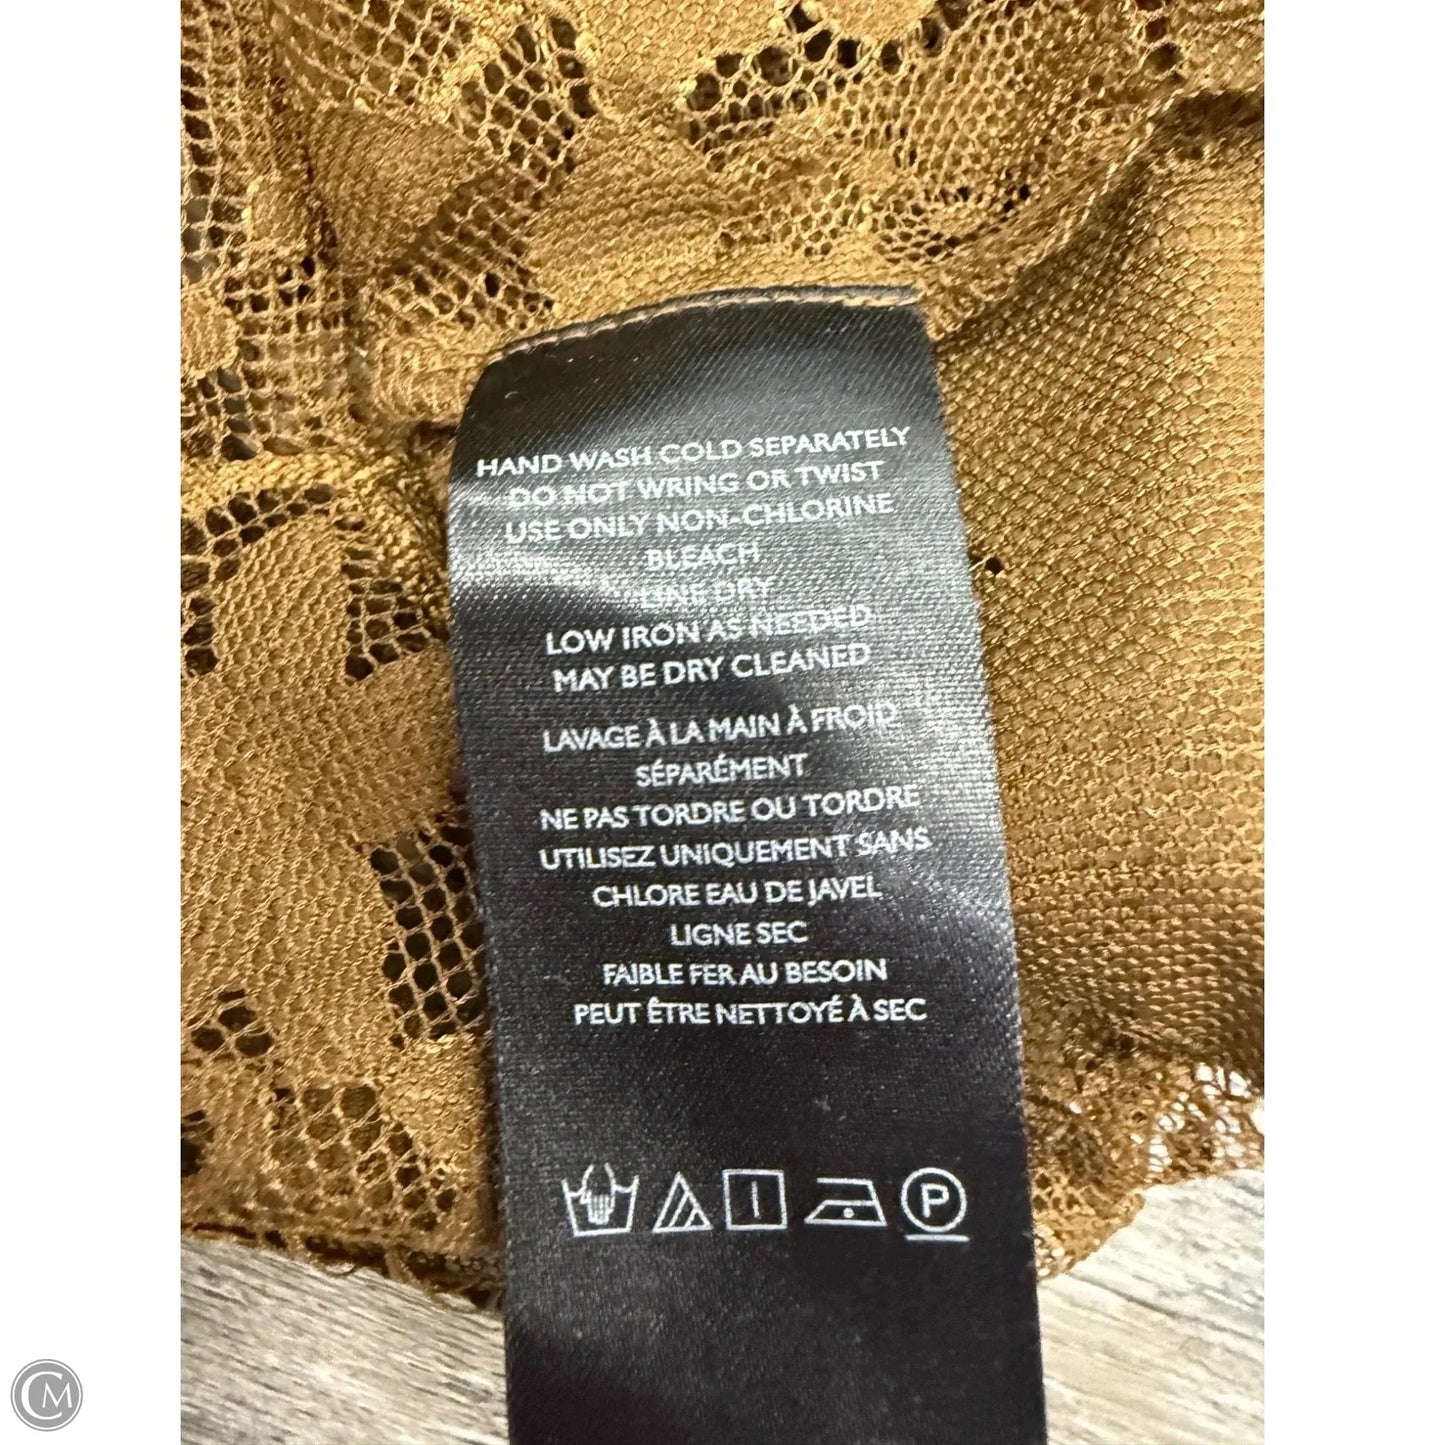 HAND WASH COLD SEPARATELY
DO NOT WRING OR TWIST
USE ONLY NON-CHLORINE
BLEACH
LINE DRY
LOW IRON AS NEEDED
MAY BE DRY CLEANED
LAVAGE À LA MAIN À FROID
SÉPARÉMENT
NE PAS TORDRE OU TORDRE
UTILISEZ UNIQUEMENT SANS
CHLORE EAU DE JAVEL
LIGNE SEC
FAIBLE FER AU BESOIN
PEUT ÊTRE NETTOYÉ À SEC
P
CM